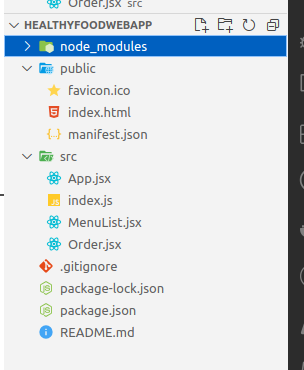 Order.jsx src
HEALTHYFOODWEBAPP
node_modules
public
favicon.ico
index.html
manifest.json
src
App.jsx
index.js
MenuList.jsx
Order.jsx
.gitignore
package-lock.json
package.json
README.md